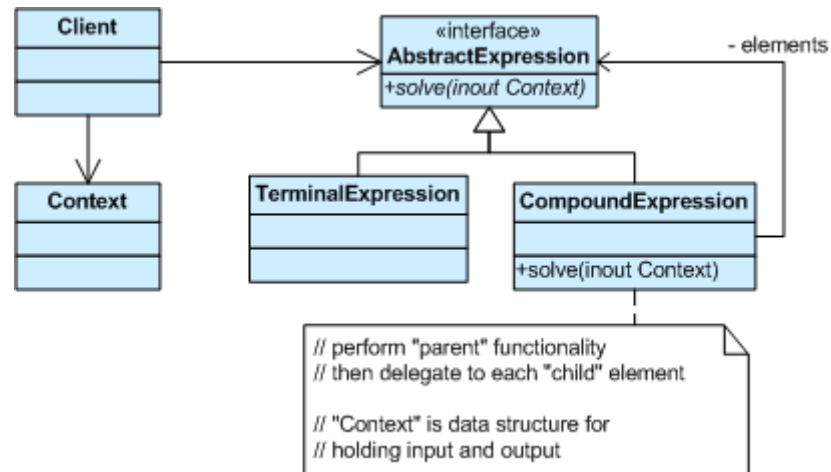 Client
«interface»
AbstractExpression
+solve(inout Context)
- elements
Context
TerminalExpression
CompoundExpression
+solve(inout Context)
// perform "parent" functionality
// then delegate to each "child" element
// "Context" is data structure for
// holding input and output